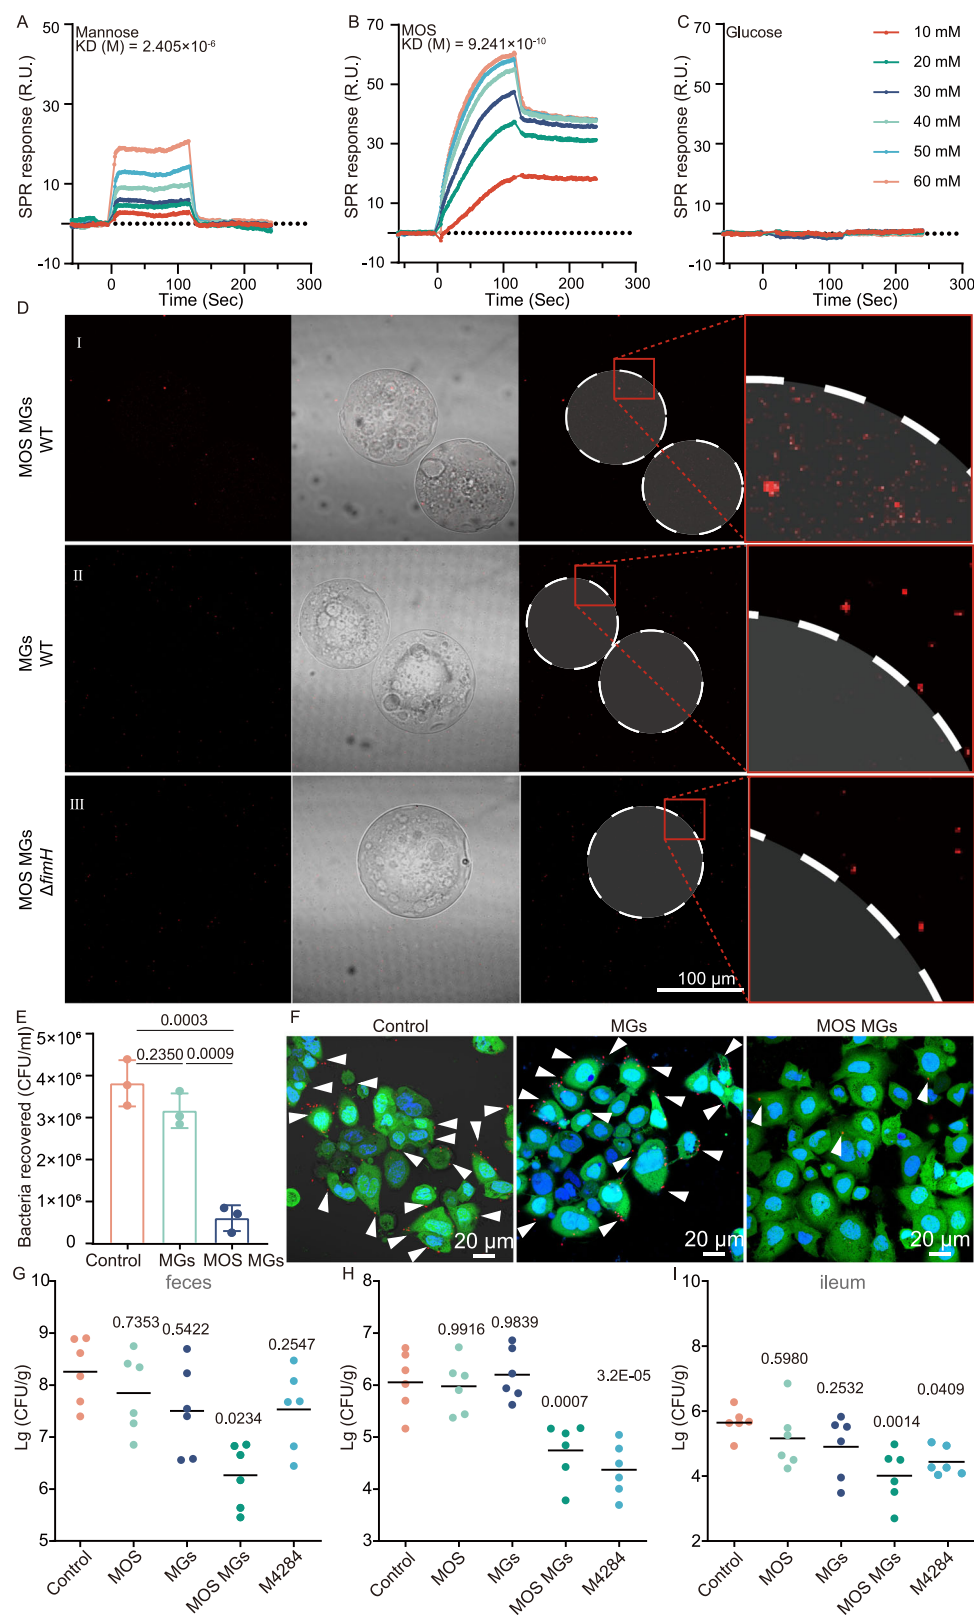 A
Mannose
KD (M) = 2.405×10⁻⁶
SPR response (R.U.)
50
30
10
-10
0
100
200
300
Time (Sec)
B
MOS
KD (M) = 9.241×10⁻¹⁰
SPR response (R.U.)
70
50
30
10
-10
0
100
200
300
Time (Sec)
C
Glucose
SPR response (R.U.)
70
50
30
10
-10
0
100
200
300
Time (Sec)
10 mM
20 mM
30 mM
40 mM
50 mM
60 mM
D
I
MOS MGs
WT
II
MGs
WT
III
MOS MGs
ΔfimH
100 µm
E
Bacteria recovered (CFU/ml)
5×10⁶
4×10⁶
3×10⁶
2×10⁶
1×10⁶
0
0.0003
0.2350
0.0009
Control
MGs
MOS MGs
F
Control
MGs
MOS MGs
20 µm
20 µm
20 µm
G
feces
Lg (CFU/g)
10
9
8
7
6
5
0.7353
0.5422
0.0234
0.2547
Control
MOS
MGs
MOS MGs
M4284
H
Lg (CFU/g)
8
7
6
5
4
3
0.9916
0.9839
0.0007
3.2E-05
Control
MOS
MGs
MOS MGs
M4284
I
ileum
Lg (CFU/g)
10
8
6
4
2
0.5980
0.2532
0.0014
0.0409
Control
MOS
MGs
MOS MGs
M4284